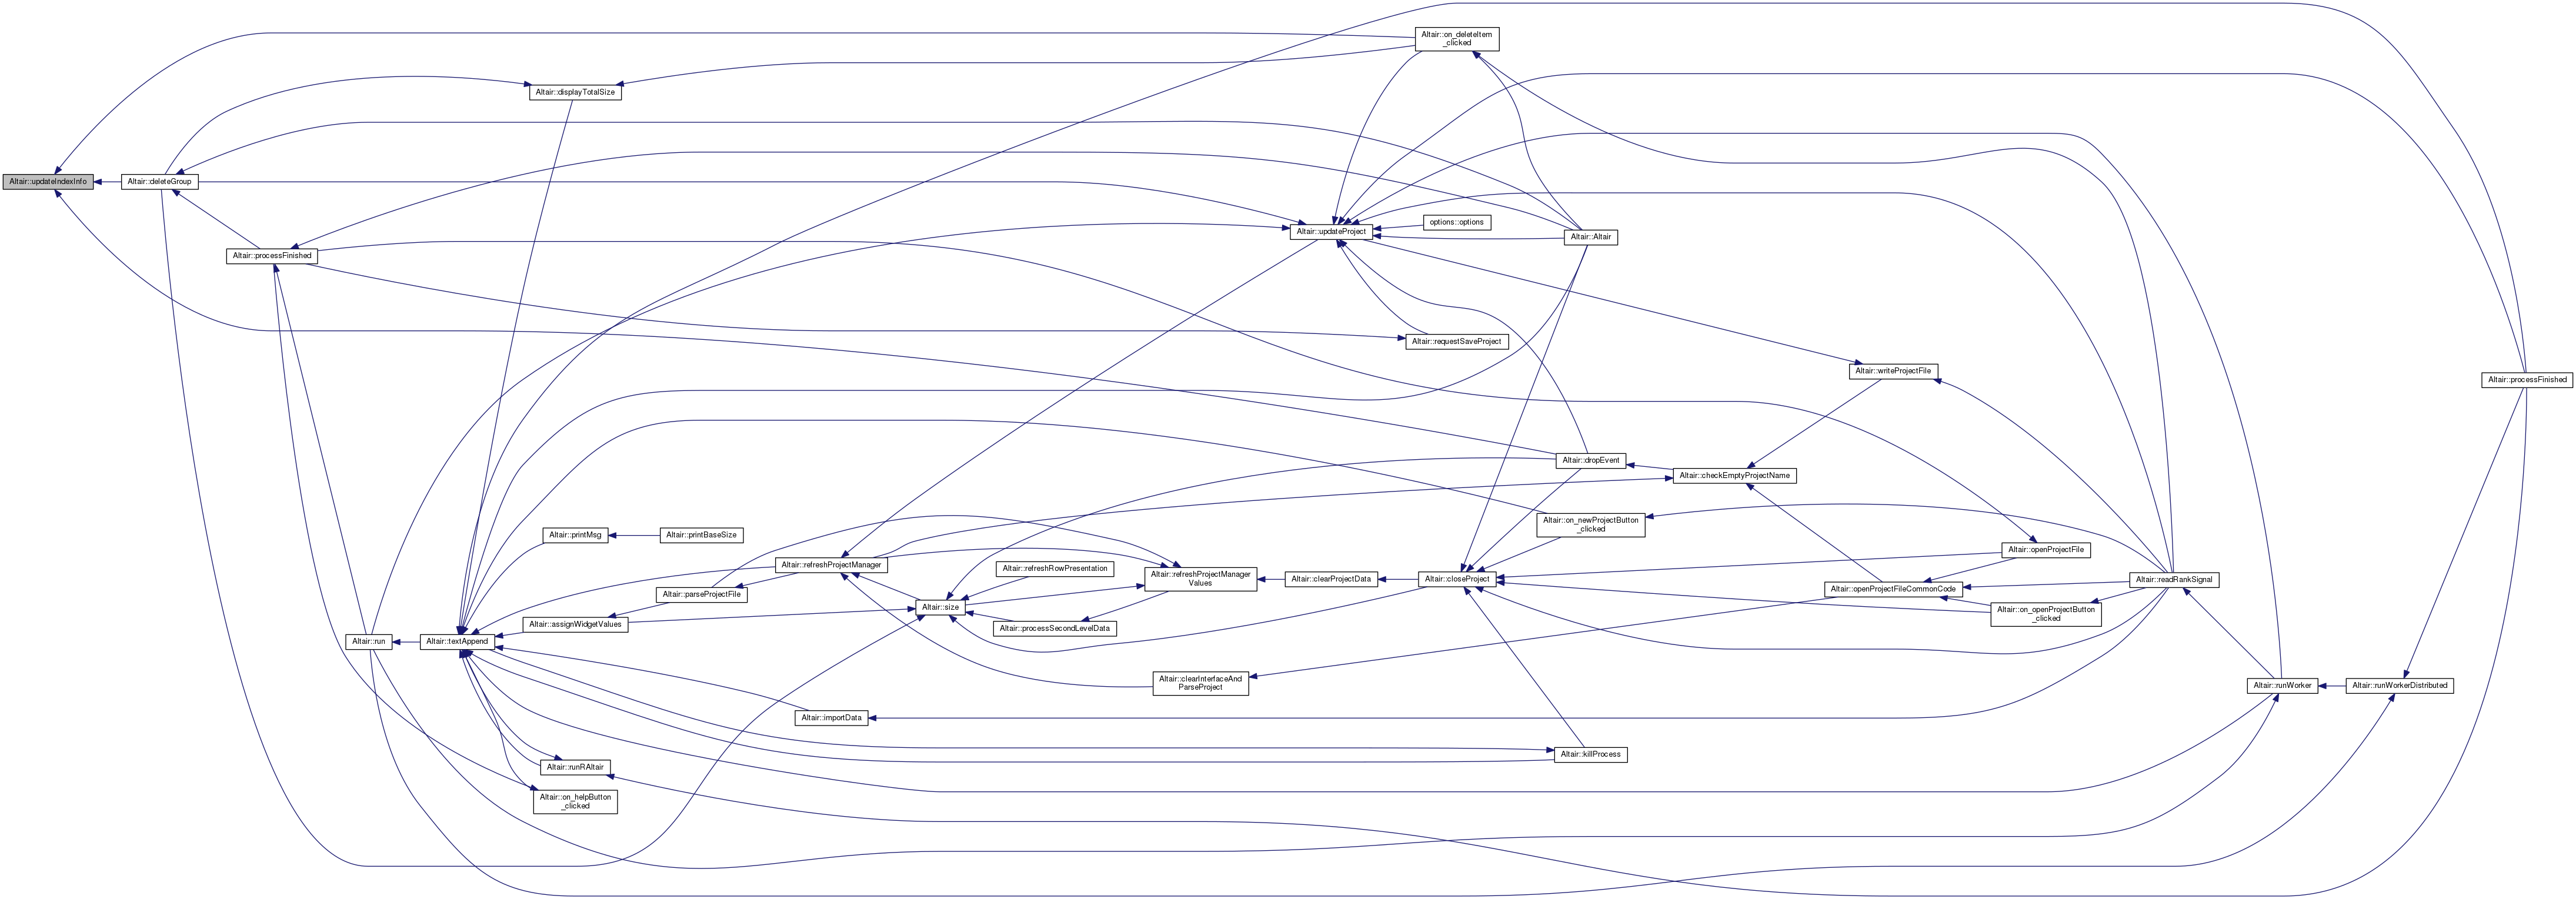 Altair::updateIndexInfo
Altair::deleteGroup
Altair::processFinished
Altair::run
Altair::textAppend
Altair::displayTotalSize
Altair::printMsg
Altair::printBaseSize
Altair::parseProjectFile
Altair::assignWidgetValues
Altair::runRAltair
Altair::on_helpButton
_clicked
Altair::refreshProjectManager
Altair::importData
Altair::size
Altair::refreshRowPresentation
Altair::processSecondLevelData
Altair::refreshProjectManager
Values
Altair::clearInterfaceAnd
ParseProject
Altair::clearProjectData
Altair::updateProject
Altair::on_deleteItem
_clicked
options::options
Altair::requestSaveProject
Altair::closeProject
Altair::Altair
Altair::dropEvent
Altair::on_newProjectButton
_clicked
Altair::killProcess
Altair::checkEmptyProjectName
Altair::writeProjectFile
Altair::openProjectFileCommonCode
Altair::openProjectFile
Altair::on_openProjectButton
_clicked
Altair::readRankSignal
Altair::runWorker
Altair::runWorkerDistributed
Altair::processFinished